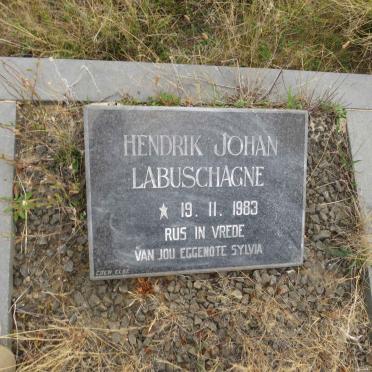 HENDRIK JOHAN
LABUSCHAGNE
★ 19. 11. 1983
RUS IN VREDE
VAN JOU EGGENOTE SYLVIA